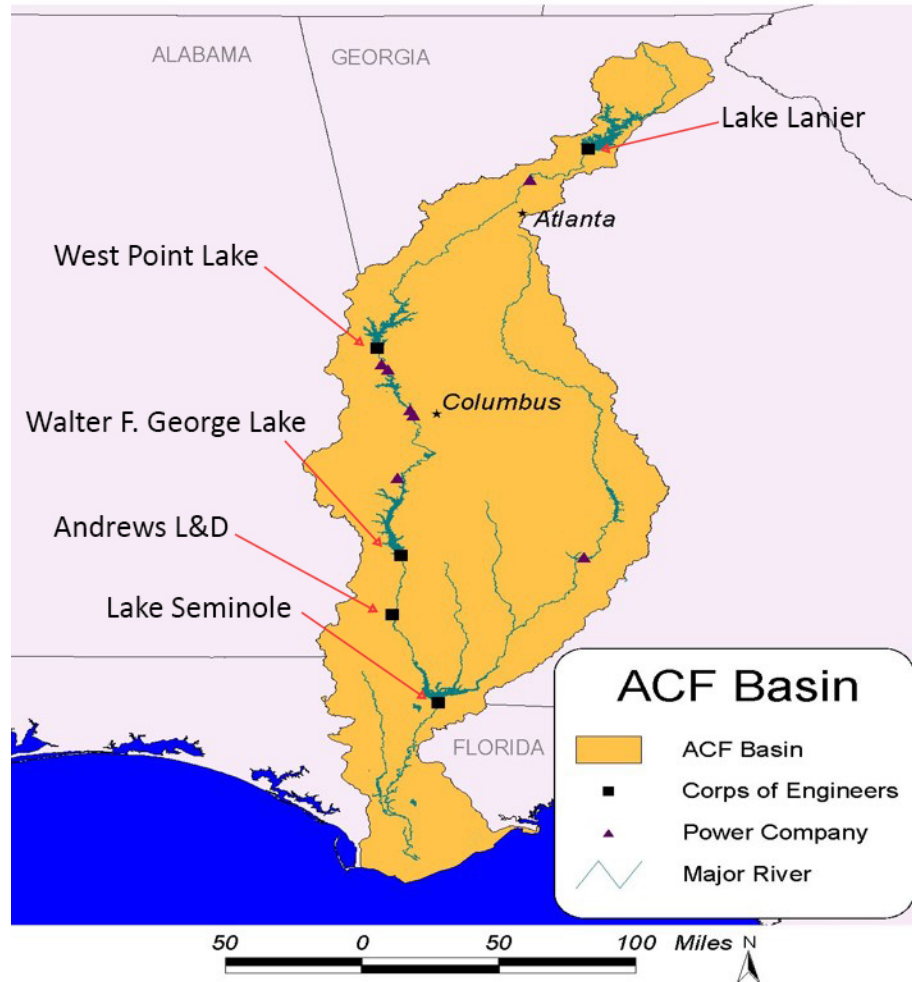 ALABAMA
GEORGIA
Lake Lanier
Atlanta
West Point Lake
Columbus
Walter F. George Lake
Andrews L&D
Lake Seminole
FLORIDA
ACF Basin
ACF Basin
Corps of Engineers
Power Company
Major River
50 0 50 100 Miles
N